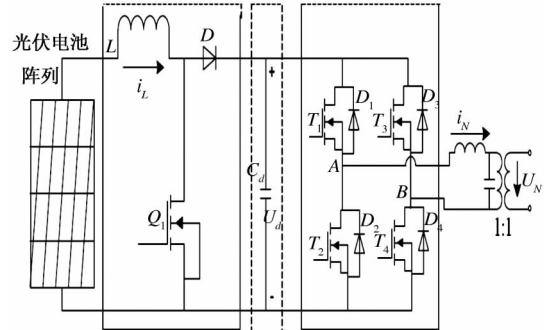 光伏电池
阵列
L
D
i_L
Q_1
C_d
U_d
+
-
T_1
D_1
T_3
D_3
A
B
T_2
D_2
T_4
D_4
i_N
U_N
1:1